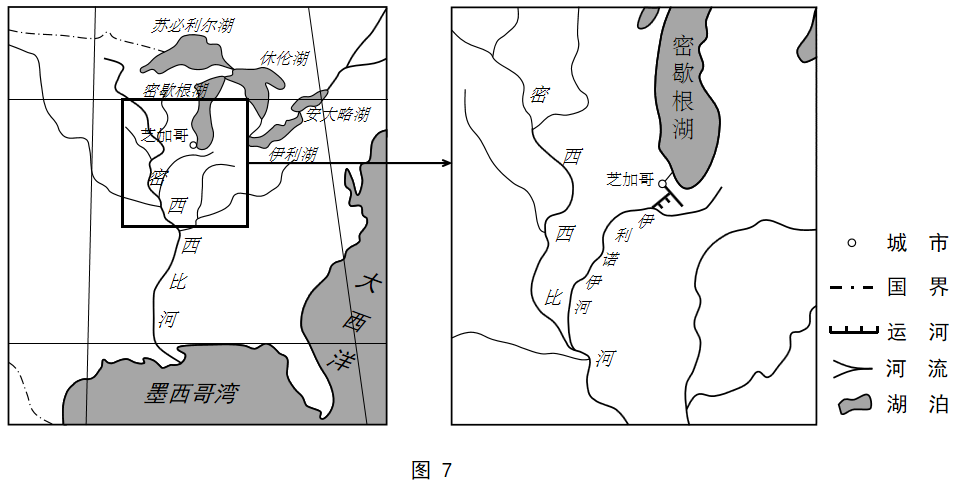 苏必利尔湖
休伦湖
密歇根湖
安大略湖
芝加哥
伊利湖
密西西比河
大西洋
墨西哥湾
密歇根湖
芝加哥
密西西比河
伊利诺伊河
城市
国界
运河
河流
湖泊
图 7